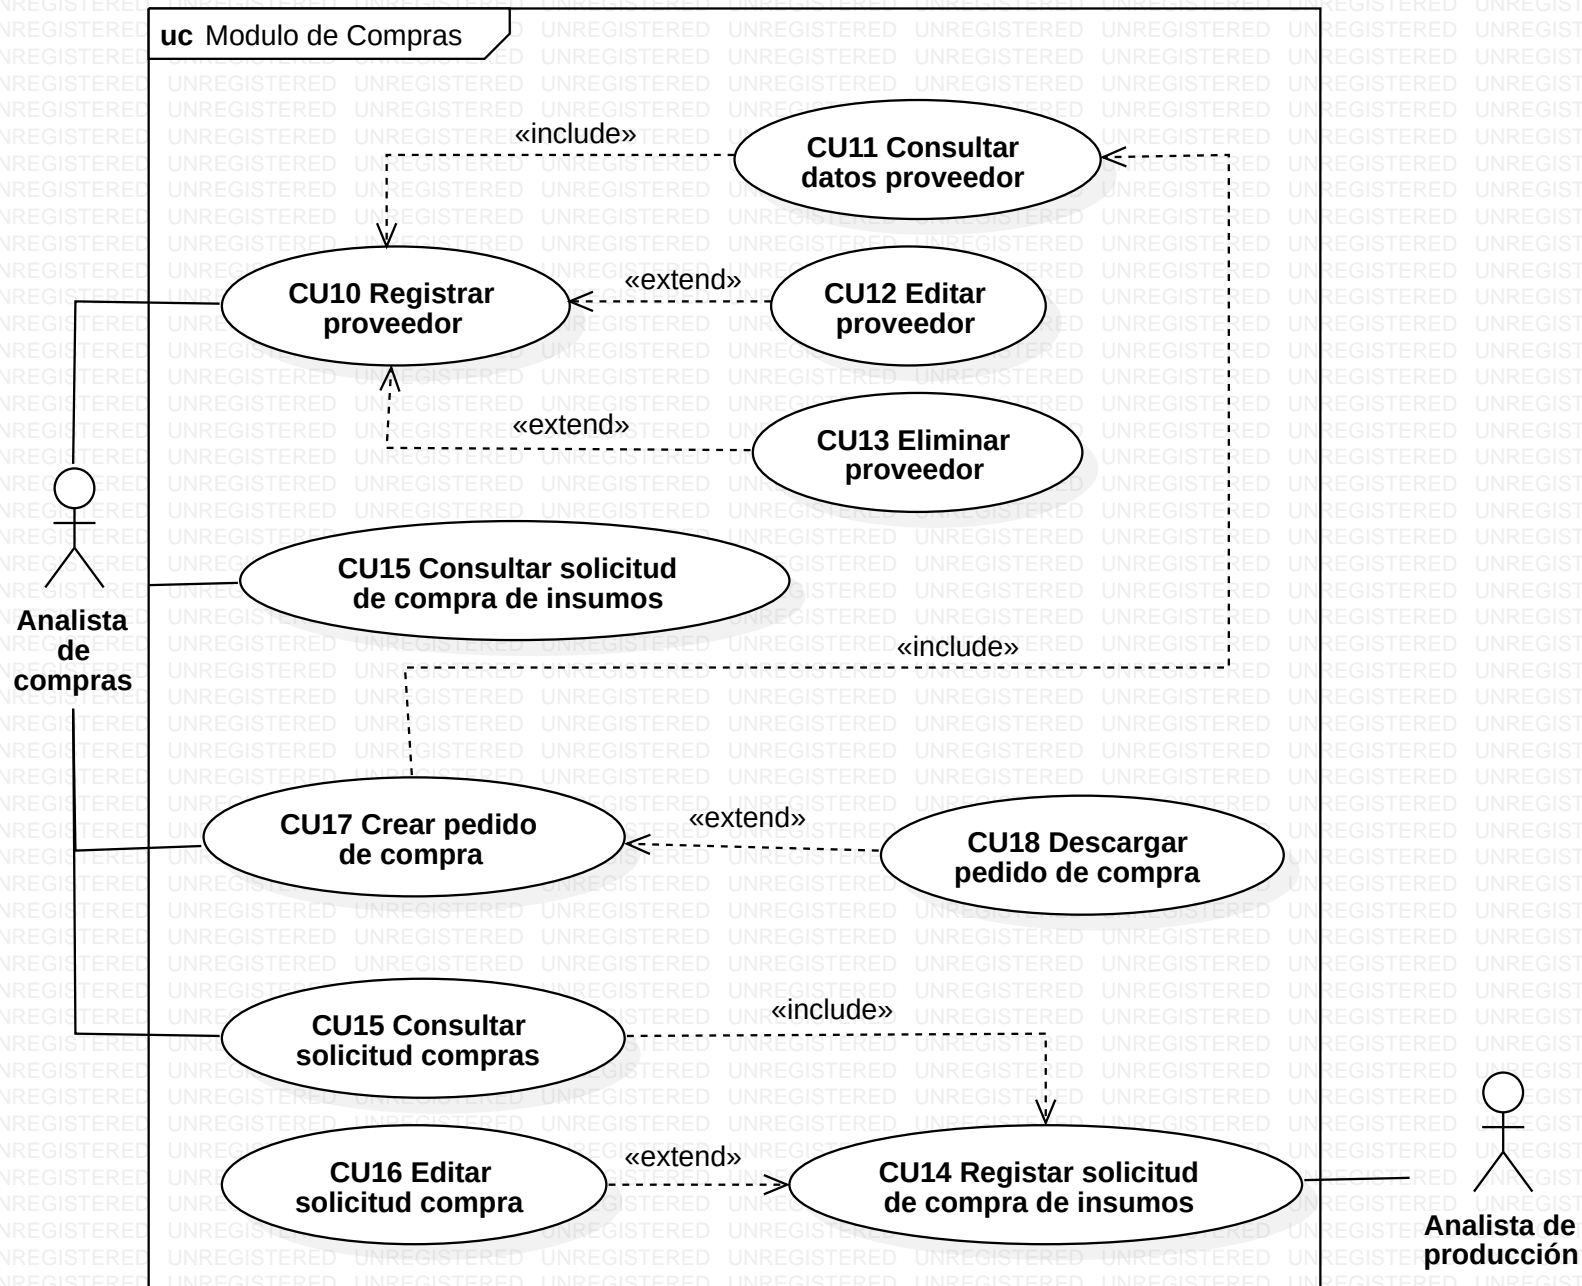 uc Modulo de Compras
«include»
CU11 Consultar
datos proveedor
CU10 Registrar
proveedor
«extend»
CU12 Editar
proveedor
«extend»
CU13 Eliminar
proveedor
CU15 Consultar solicitud
de compra de insumos
Analista
de
compras
«include»
CU17 Crear pedido
de compra
«extend»
CU18 Descargar
pedido de compra
CU15 Consultar
solicitud compras
«include»
CU16 Editar
solicitud compra
«extend»
CU14 Registar solicitud
de compra de insumos
Analista de
producción
UNREGISTERED